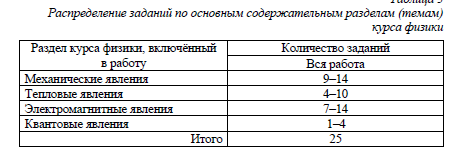 Таблица 3
Распределение заданий по основным содержательным разделам (темам)
курса физики
Раздел курса физики, включённый в работу
Количество заданий
Вся работа
Механические явления 9–14
Тепловые явления 4–10
Электромагнитные явления 7–14
Квантовые явления 1–4
Итого 25